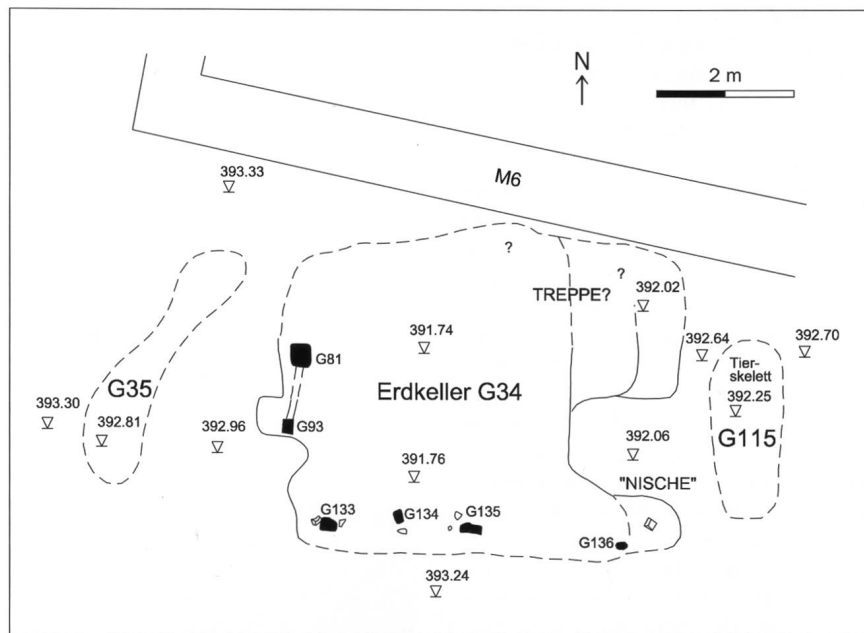 N
2 m
M6
393.33
?
?
TREPPE?
392.02
391.74
392.64
392.70
G81
Tier-
skelett
G35
Erdkeller G34
392.25
393.30
392.81
392.96
G93
G115
392.06
391.76
"NISCHE"
G133
G134
G135
G136
393.24